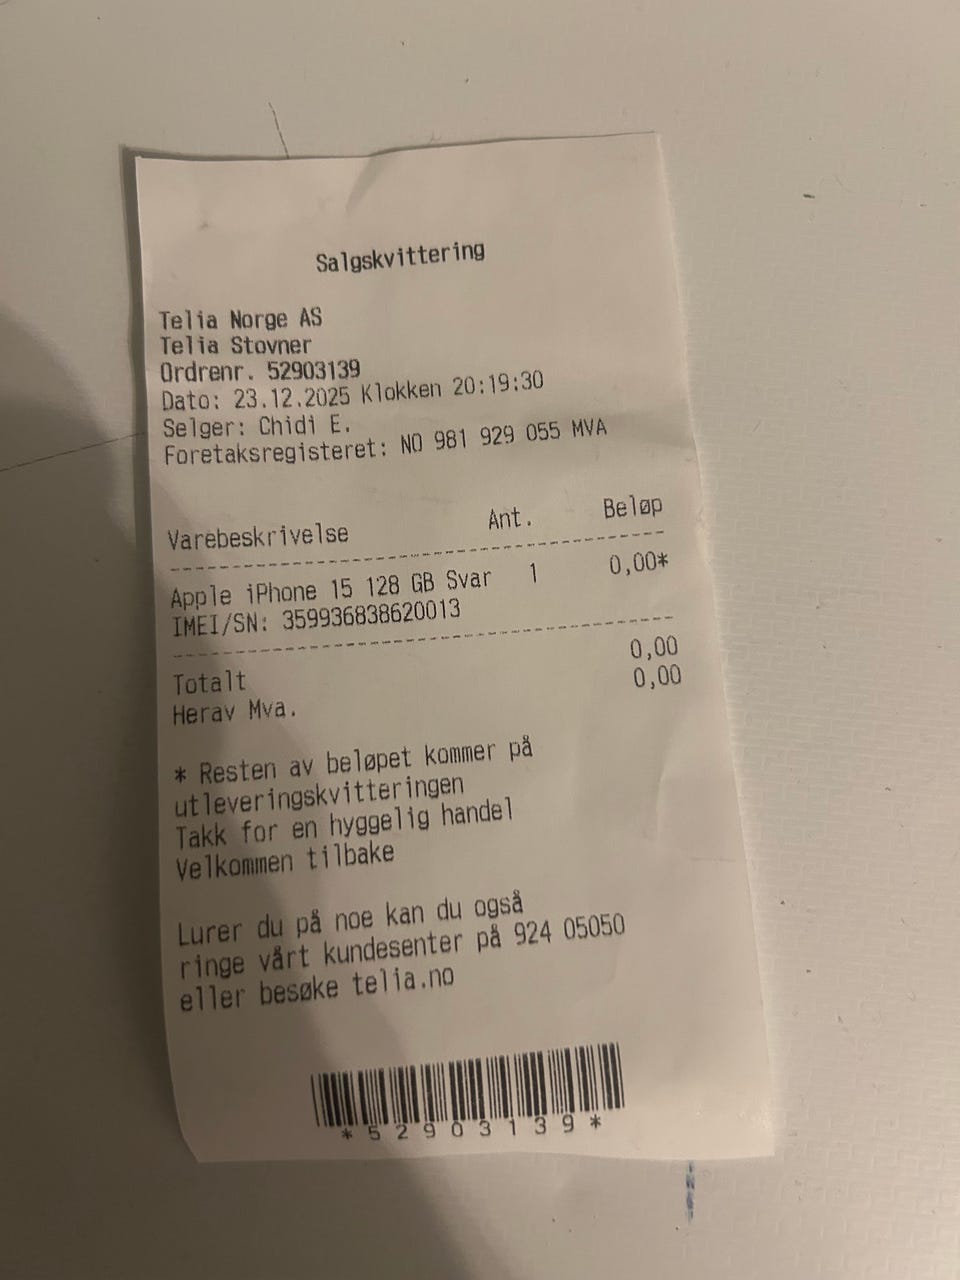 Salgskvittering
Telia Norge AS
Telia Stovner
Ordrenr. 52903139
Dato: 23.12.2025 Klokken 20:19:30
Selger: Chidi E.
Foretaksregisteret: NO 981 929 055 MVA
Varebeskrivelse Ant. Beløp
Apple iPhone 15 128 GB Svar 1 0,00*
IMEI/SN: 359936838620013
Totalt 0,00
Herav Mva. 0,00
* Resten av beløpet kommer på
utleveringskvitteringen
Takk for en hyggelig handel
Velkommen tilbake
Lurer du på noe kan du også
ringe vårt kundesenter på 924 05050
eller besøke telia.no
*52903139*